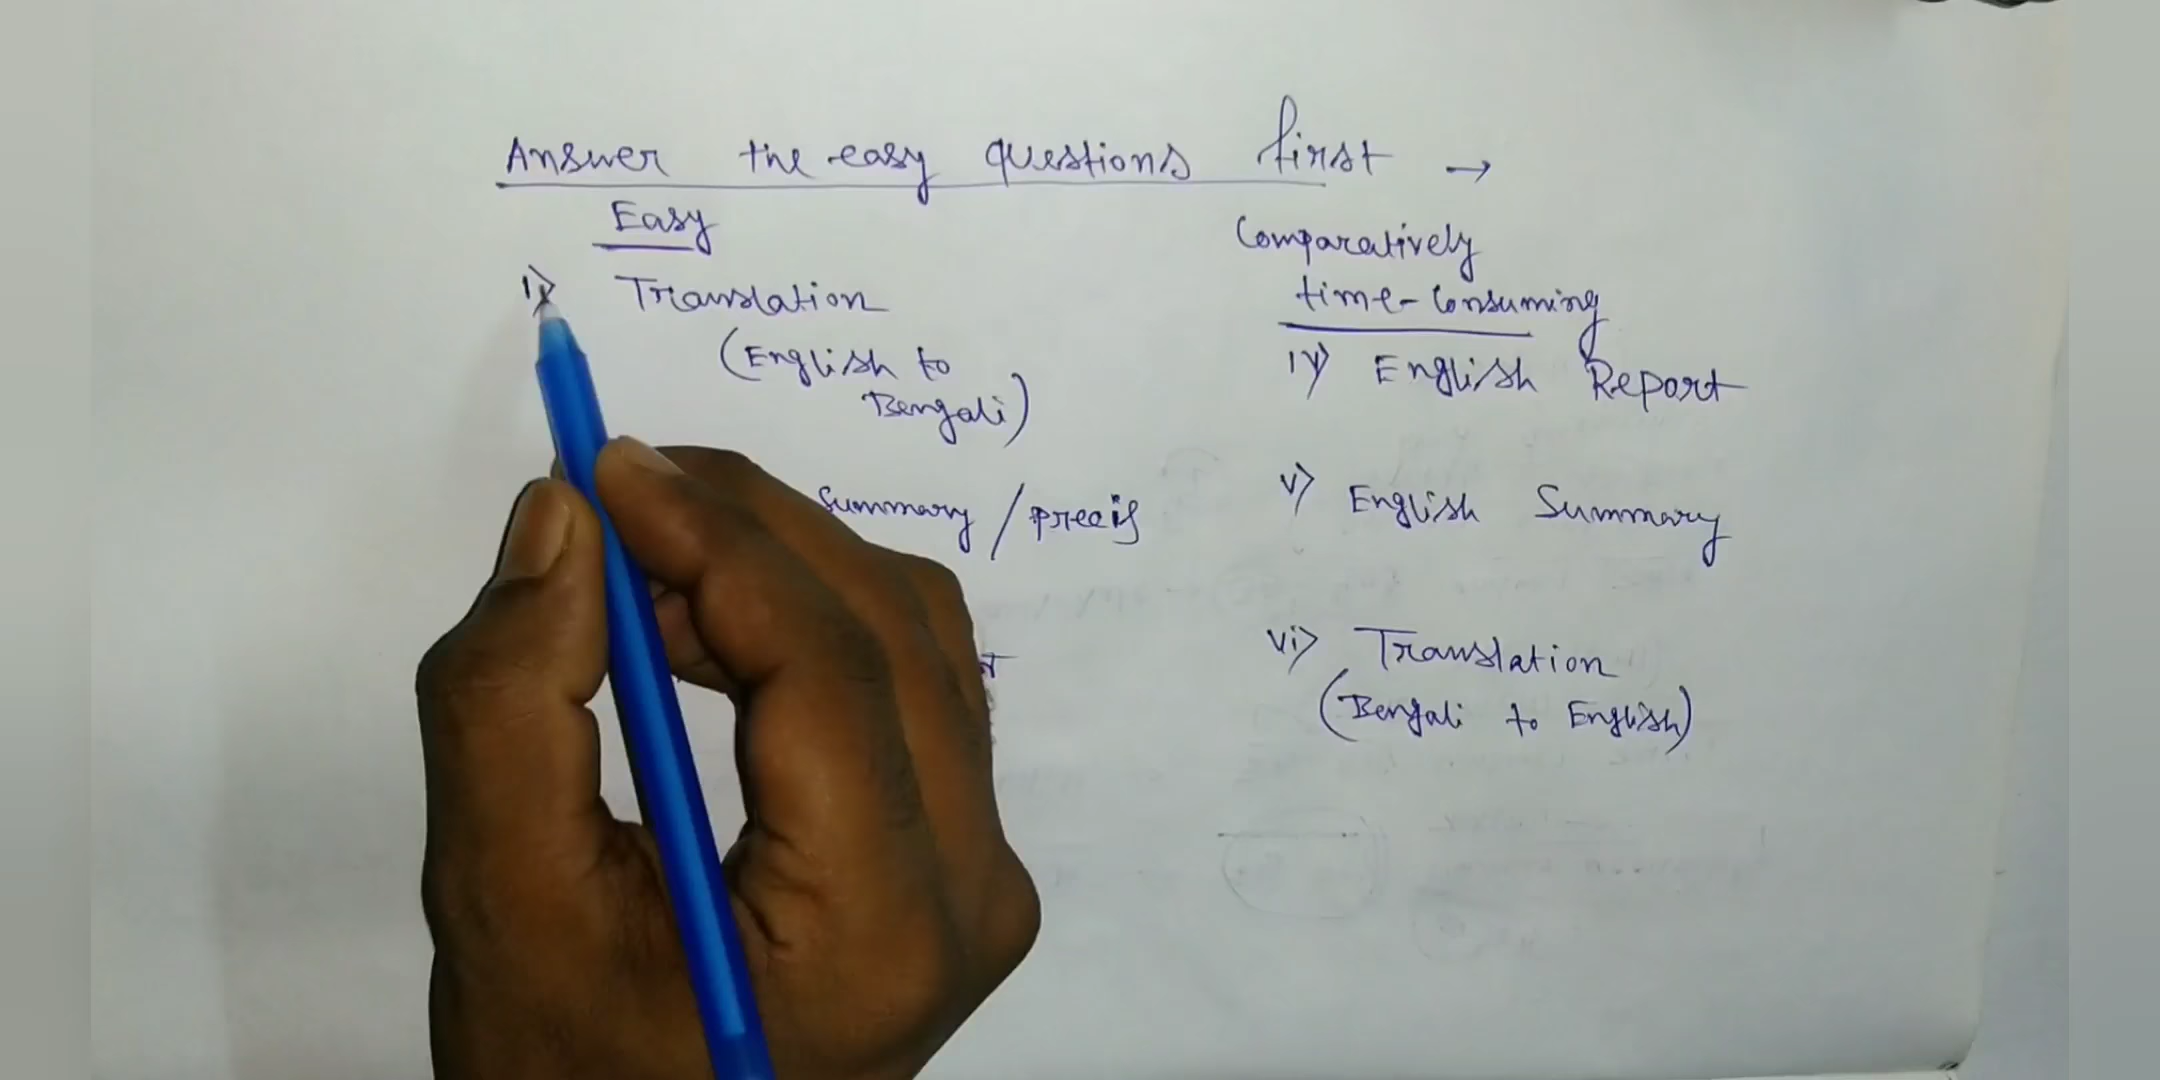 Answer the easy questions first →
Easy
i) Translation
(English to
Bengali)
Summary / precis
Comparatively
time-consuming
iv) English Report
v) English Summary
vi) Translation
(Bengali to English)